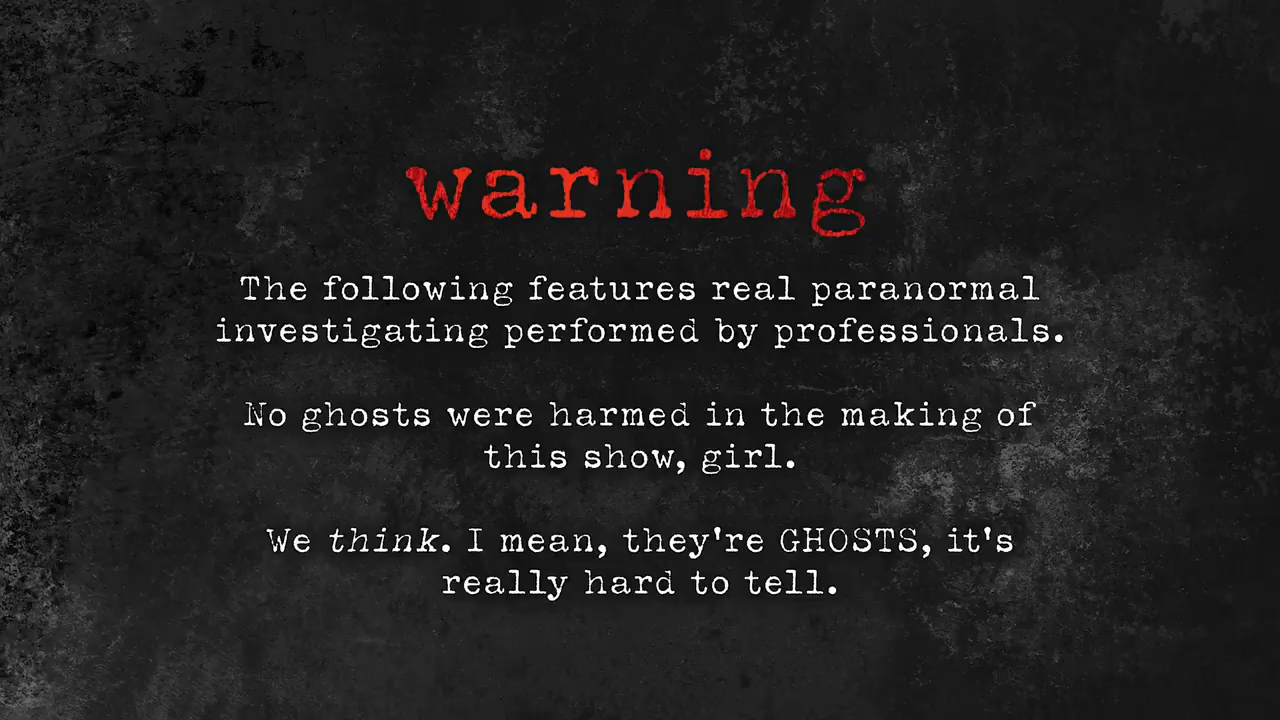 warning
The following features real paranormal
investigating performed by professionals.
No ghosts were harmed in the making of
this show, girl.
We think. I mean, they're GHOSTS, it's
really hard to tell.